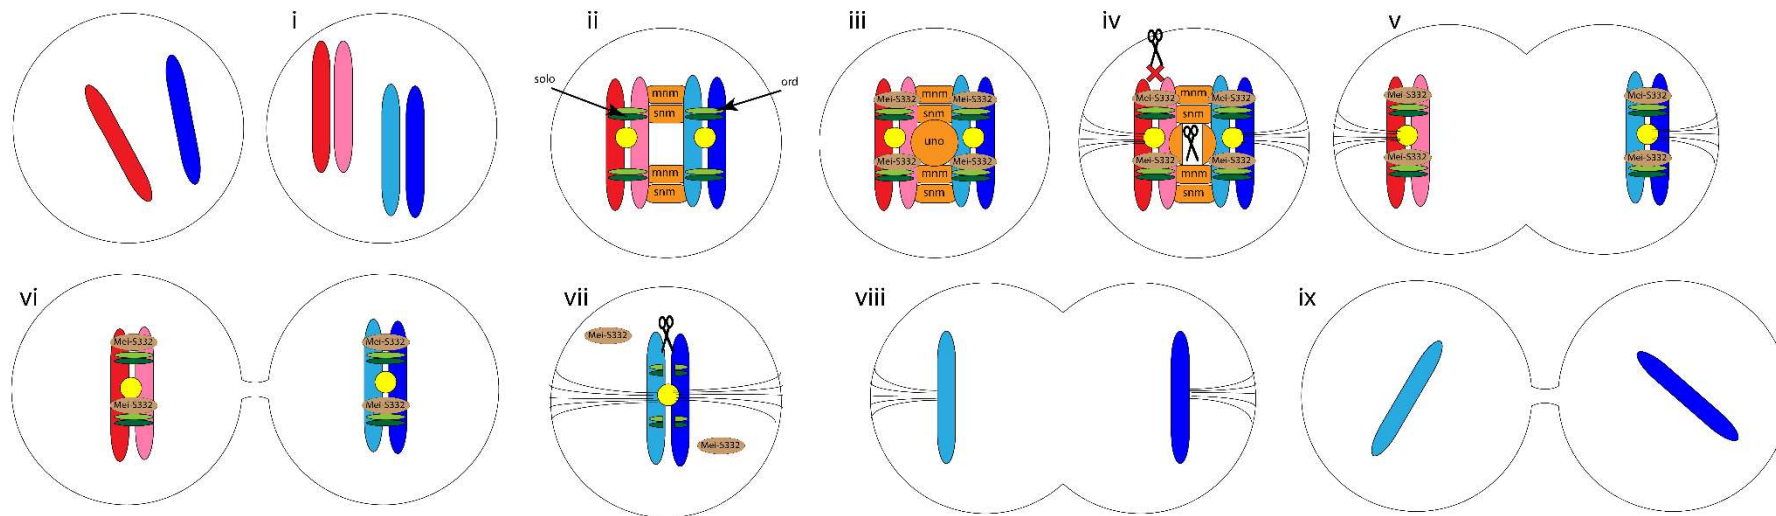 i
ii
iii
iv
v
solo
ord
mnm
snm
mnm
snm
Mei-S332
Mei-S332
mnm
snm
uno
Mei-S332
Mei-S332
mnm
snm
Mei-S332
Mei-S332
mnm
snm
Mei-S332
Mei-S332
mnm
snm
Mei-S332
Mei-S332
Mei-S332
Mei-S332
vi
vii
viii
ix
Mei-S332
Mei-S332
Mei-S332
Mei-S332
Mei-S332
Mei-S332